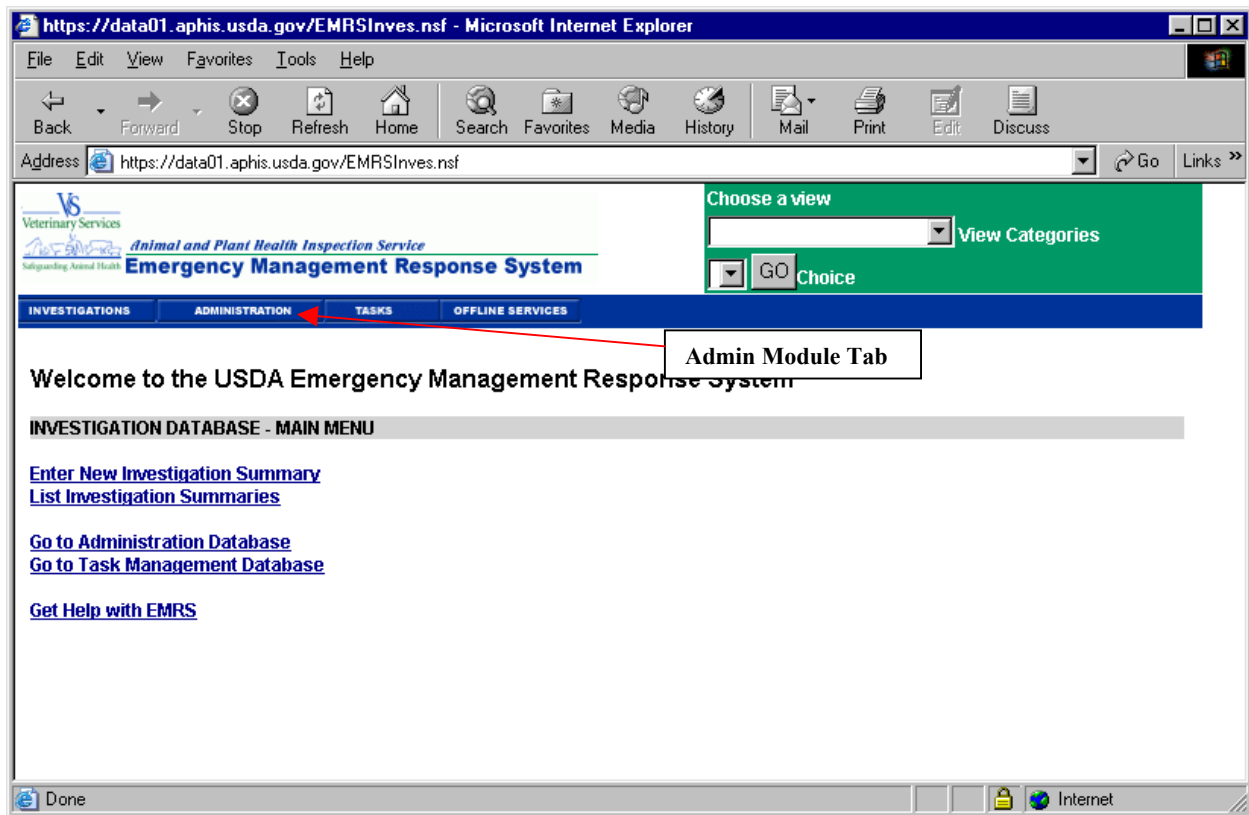 https://data01.aphis.usda.gov/EMRSInves.nsf - Microsoft Internet Explorer
File Edit View Favorites Tools Help
Back Forward Stop Refresh Home Search Favorites Media History Mail Print Edit Discuss
Address https://data01.aphis.usda.gov/EMRSInves.nsf Go Links »
VS
Veterinary Services
Safeguarding Animal Health
Animal and Plant Health Inspection Service
Emergency Management Response System
Choose a view
View Categories
GO Choice
INVESTIGATIONS ADMINISTRATION TASKS OFFLINE SERVICES
Admin Module Tab
Welcome to the USDA Emergency Management Response System
INVESTIGATION DATABASE - MAIN MENU
Enter New Investigation Summary
List Investigation Summaries
Go to Administration Database
Go to Task Management Database
Get Help with EMRS
Done Internet